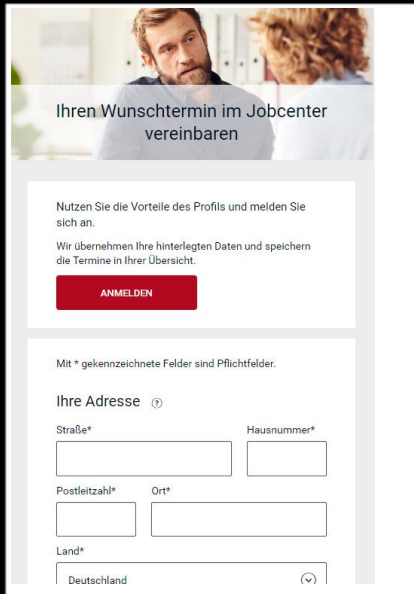 Ihren Wunschtermin im Jobcenter
vereinbaren
Nutzen Sie die Vorteile des Profils und melden Sie
sich an.
Wir übernehmen Ihre hinterlegten Daten und speichern
die Termine in Ihrer Übersicht.
ANMELDEN
Mit * gekennzeichnete Felder sind Pflichtfelder.
Ihre Adresse ?
Straße* Hausnummer*
Postleitzahl* Ort*
Land*
Deutschland